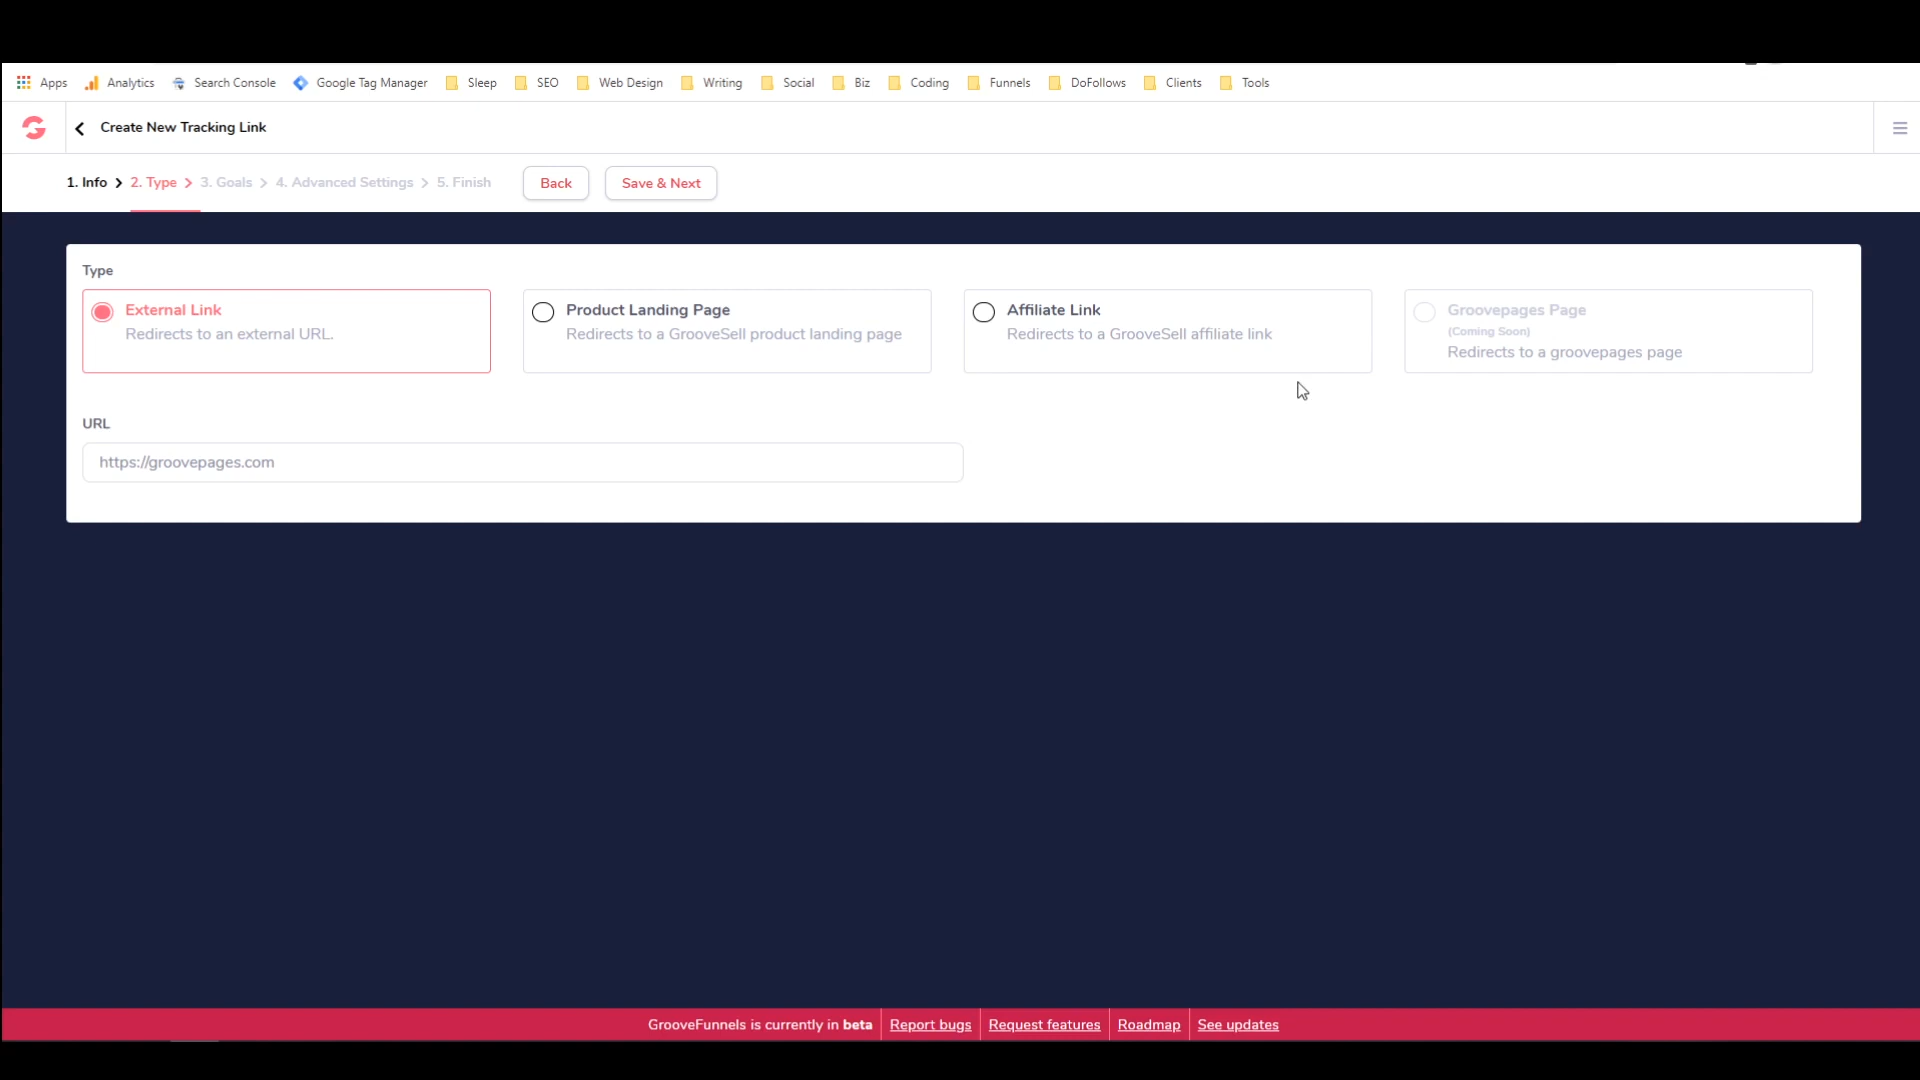 Apps Analytics Search Console Google Tag Manager Sleep SEO Web Design Writing Social Biz Coding Funnels DoFollows Clients Tools
Create New Tracking Link
1. Info > 2. Type > 3. Goals > 4. Advanced Settings > 5. Finish Back Save & Next
Type
External Link
Redirects to an external URL.
Product Landing Page
Redirects to a GrooveSell product landing page
Affiliate Link
Redirects to a GrooveSell affiliate link
Groovepages Page
(Coming Soon)
Redirects to a groovepages page
URL
https://groovepages.com
GrooveFunnels is currently in beta Report bugs Request features Roadmap See updates